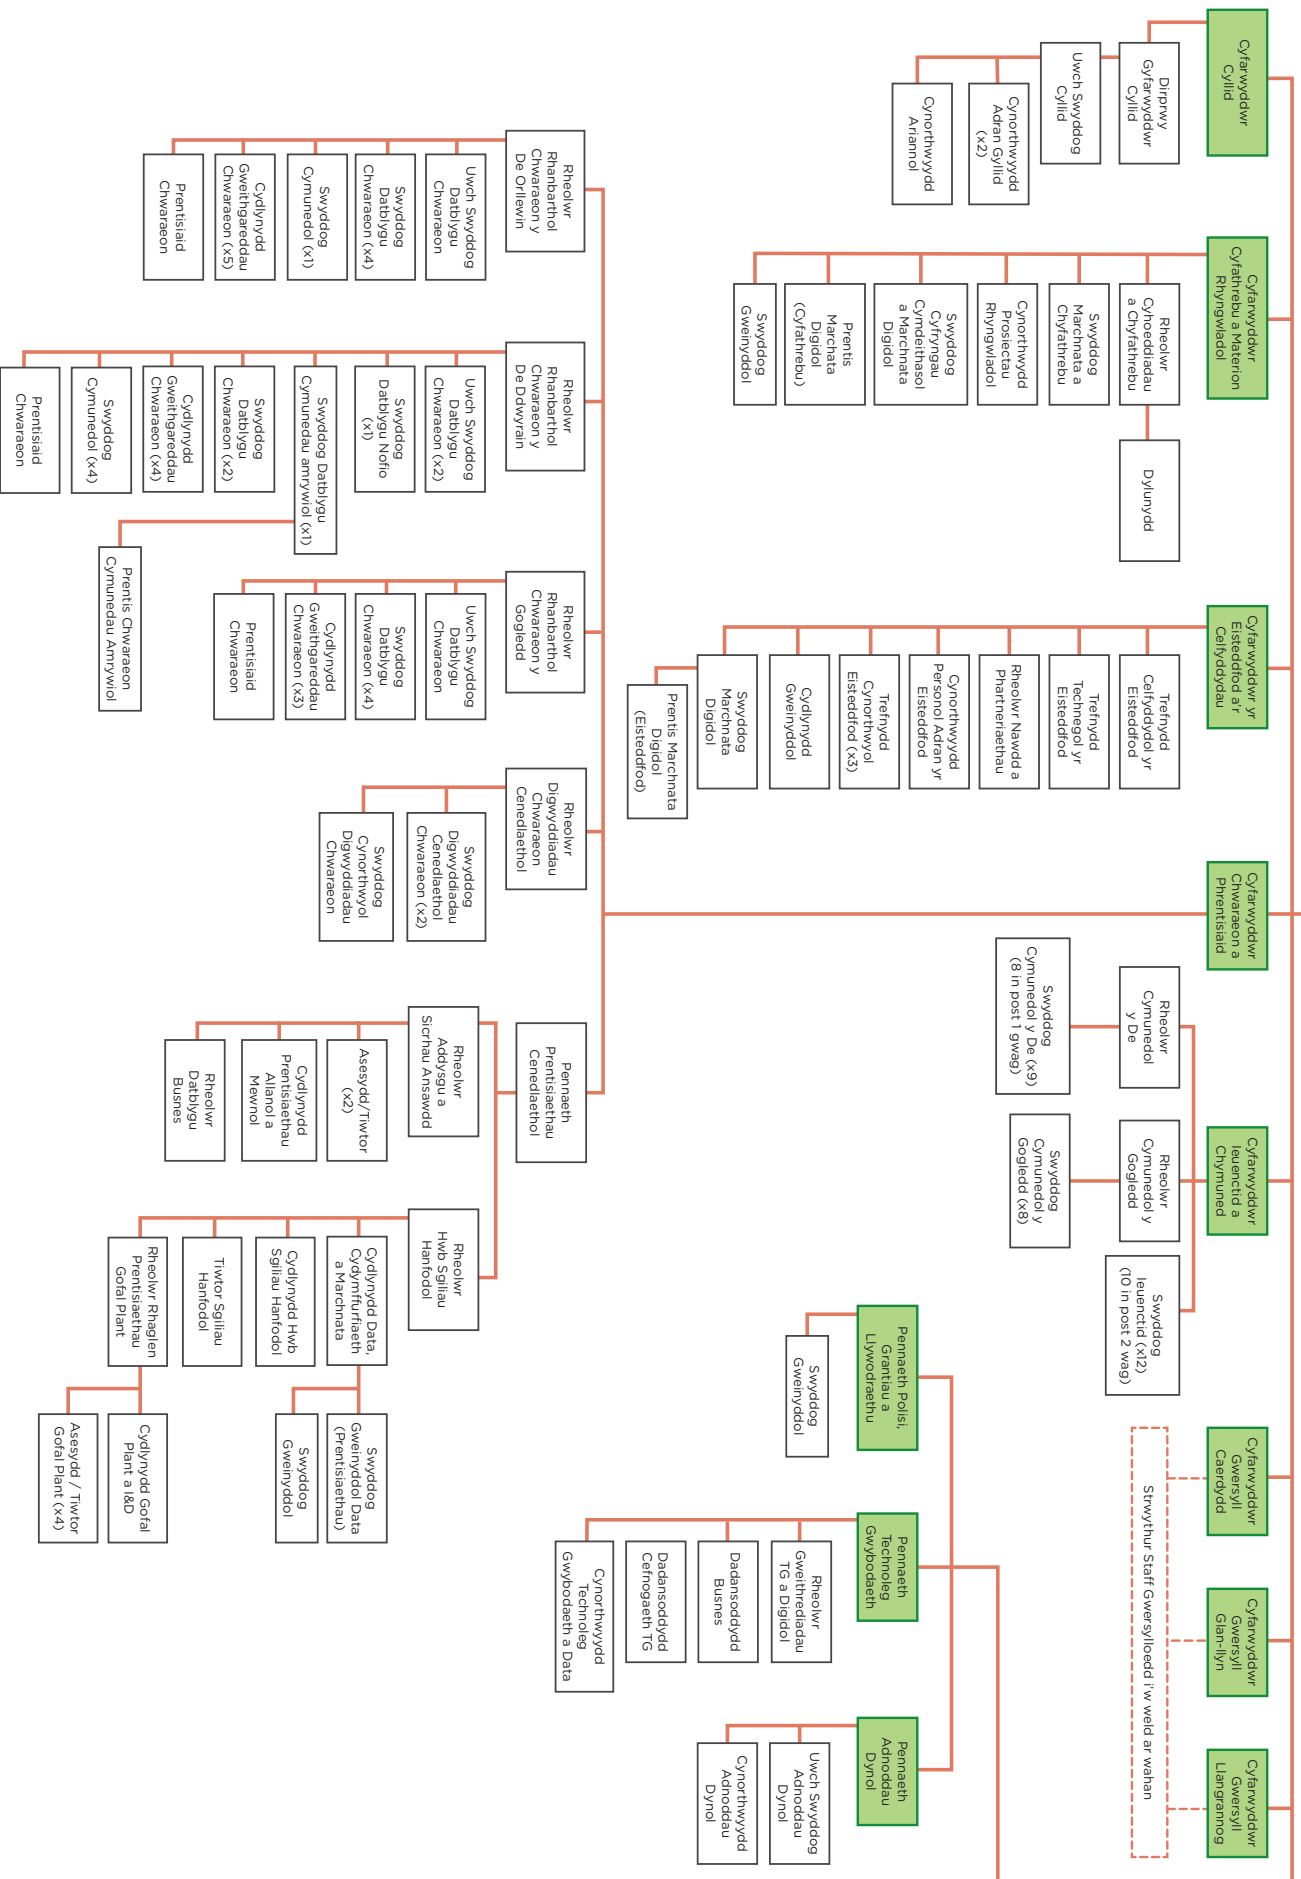 Cyfarwyddwr
Cyllid
Dirprwy
Gyfarwyddwr
Cyllid
Uwch Swyddog
Cyllid
Cynorthwyydd
Adran Gyllid
(x2)
Cynorthwyydd
Ariannol
Cyfarwyddwr
Cyfathrebu a Materion
Rhyngwladol
Rheolwr
Cyhoeddiadau
a Chyfathrebu
Dylunydd
Swyddog
Marchnata a
Chyfathrebu
Cynorthwydd
Prosiectau
Rhyngwladol
Swyddog
Cyfryngau
Cymdeithasol
a Marchnata
Digidol
Prentis
Marchata
Digidol
(Cyfathrebu)
Swyddog
Gweinyddol
Cyfarwyddwr yr
Eisteddfod a'r
Celfyddydau
Trefnydd
Celfyddydol yr
Eisteddfod
Trefnydd
Technegol yr
Eisteddfod
Rheolwr Nawdd a
Phartneriaethau
Cynorthwyydd
Personol Adran yr
Eisteddfod
Trefnydd
Cynorthwyol
Eisteddfod (x3)
Cydlynydd
Gweinyddol
Swyddog
Marchnata
Digidol
Prentis Marchnata
Digidol
(Eisteddfod)
Cyfarwyddwr
Chwaraeon a
Phrentisiaid
Rheolwr
Rhanbarthol
Chwaraeon y
De Orllewin
Uwch Swyddog
Datblygu
Chwaraeon
Swyddog
Datblygu
Chwaraeon (x4)
Swyddog
Cymunedol (x1)
Cydlynydd
Gweithgareddau
Chwaraeon (x5)
Prentisiaid
Chwaraeon
Rheolwr
Rhanbarthol
Chwaraeon y
De Ddwyrain
Uwch Swyddog
Datblygu
Chwaraeon (x2)
Swyddog
Datblygu Nofio
(x1)
Swyddog Datblygu
Cymunedau amrywiol (x1)
Prentis Chwaraeon
Cymunedau Amrywiol
Swyddog
Datblygu
Chwaraeon (x2)
Cydlynydd
Gweithgareddau
Chwaraeon (x4)
Swyddog
Cymunedol (x4)
Prentisiaid
Chwaraeon
Rheolwr
Rhanbarthol
Chwaraeon y
Gogledd
Uwch Swyddog
Datblygu
Chwaraeon
Swyddog
Datblygu
Chwaraeon (x4)
Cydlynydd
Gweithgareddau
Chwaraeon (x3)
Prentisiaid
Chwaraeon
Rheolwr
Digwyddiadau
Chwaraeon
Cenedlaethol
Swyddog
Digwyddiadau
Cenedlaethol
Chwaraeon (x2)
Swyddog
Cynorthwyol
Digwyddiadau
Chwaraeon
Pennaeth
Prentisiaethau
Cenedlaethol
Rheolwr
Addysgu a
Sicrhau Ansawdd
Asesydd/Tiwtor
(x2)
Cydlynydd
Prentisiaethau
Allanol a
Mewnol
Rheolwr
Datblygu
Busnes
Rheolwr
Hwb Sgiliau
Hanfodol
Cydlynydd Data,
Cydymffurfiaeth
a Marchnata
Swyddog
Gweinyddol Data
(Prentisiaethau)
Swyddog
Gweinyddol
Cydlynydd Hwb
Sgiliau Hanfodol
Tiwtor Sgiliau
Hanfodol
Rheolwr Rhaglen
Prentisiaethau
Gofal Plant
Cydlynydd Gofal
Plant a I&D
Asesydd / Tiwtor
Gofal Plant (x4)
Cyfarwyddwr
Ieuenctid a
Chymuned
Rheolwr
Cymunedol
y De
Swyddog
Cymunedol y De (x9)
(8 in post 1 gwag)
Rheolwr
Cymunedol y
Gogledd
Swyddog
Cymunedol y
Gogledd (x8)
Swyddog
Ieuenctid (x12)
(10 in post 2 wag)
Pennaeth Polisi,
Grantiau a
Llywodraethu
Swyddog
Gweinyddol
Pennaeth
Technoleg
Gwybodaeth
Rheolwr
Gweithrediadau
TG a Digidol
Dadansoddydd
Busnes
Dadansoddydd
Cefnogaeth TG
Cynorthwyydd
Technoleg
Gwybodaeth a Data
Pennaeth
Adnoddau
Dynol
Uwch Swyddog
Adnoddau
Dynol
Cynorthwyydd
Adnoddau
Dynol
Cyfarwyddwr
Gwersyll
Caerdydd
Cyfarwyddwr
Gwersyll
Glan-llyn
Cyfarwyddwr
Gwersyll
Llangrannog
Strwythur Staff Gwersylloedd i'w weld ar wahan